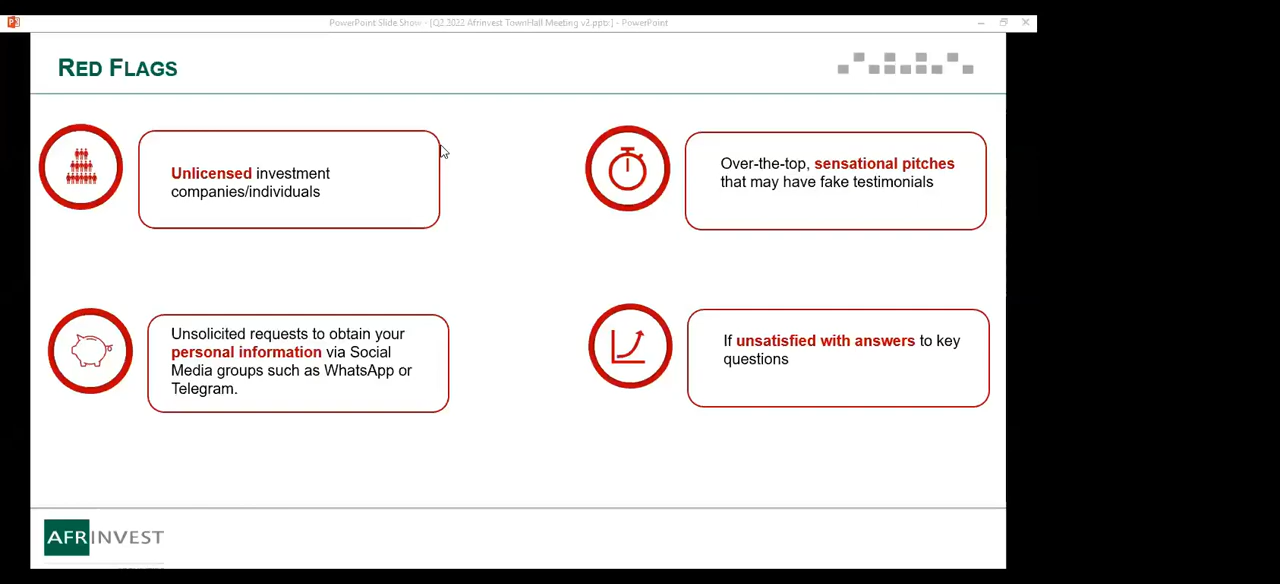 PowerPoint Slide Show - [Q2 2022 Afrinvest TownHall Meeting v2.pptx] - PowerPoint
RED FLAGS
Unlicensed investment
companies/individuals
Over-the-top, sensational pitches
that may have fake testimonials
Unsolicited requests to obtain your
personal information via Social
Media groups such as WhatsApp or
Telegram.
If unsatisfied with answers to key
questions
AFRINVEST